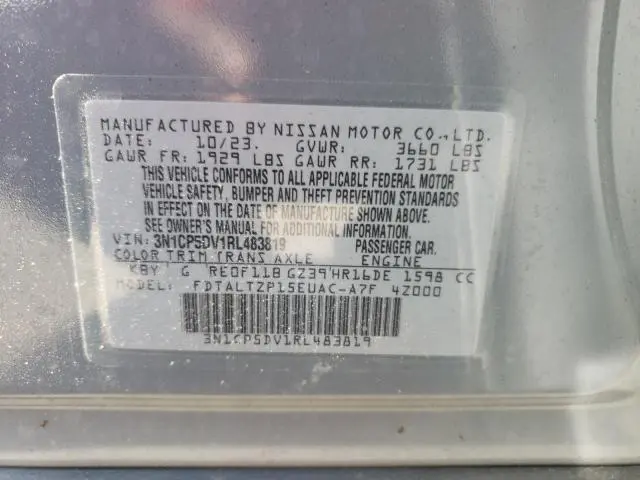 MANUFACTURED BY NISSAN MOTOR CO.,LTD.
DATE: 10/23. GVWR: 3660 LBS
GAWR FR: 1929 LBS GAWR RR: 1731 LBS
THIS VEHICLE CONFORMS TO ALL APPLICABLE FEDERAL MOTOR
VEHICLE SAFETY, BUMPER AND THEFT PREVENTION STANDARDS
IN EFFECT ON THE DATE OF MANUFACTURE SHOWN ABOVE.
SEE OWNER'S MANUAL FOR ADDITIONAL INFORMATION
VIN: 3N1CP5DV1RL483819 PASSENGER CAR.
COLOR TRIM TRANS AXLE ENGINE
KBY G RE0F11B GZ39 HR16DE 1598 CC
MODEL: FDTALTZP15EUAC-A7F 4Z000
3N1CP5DV1RL483819